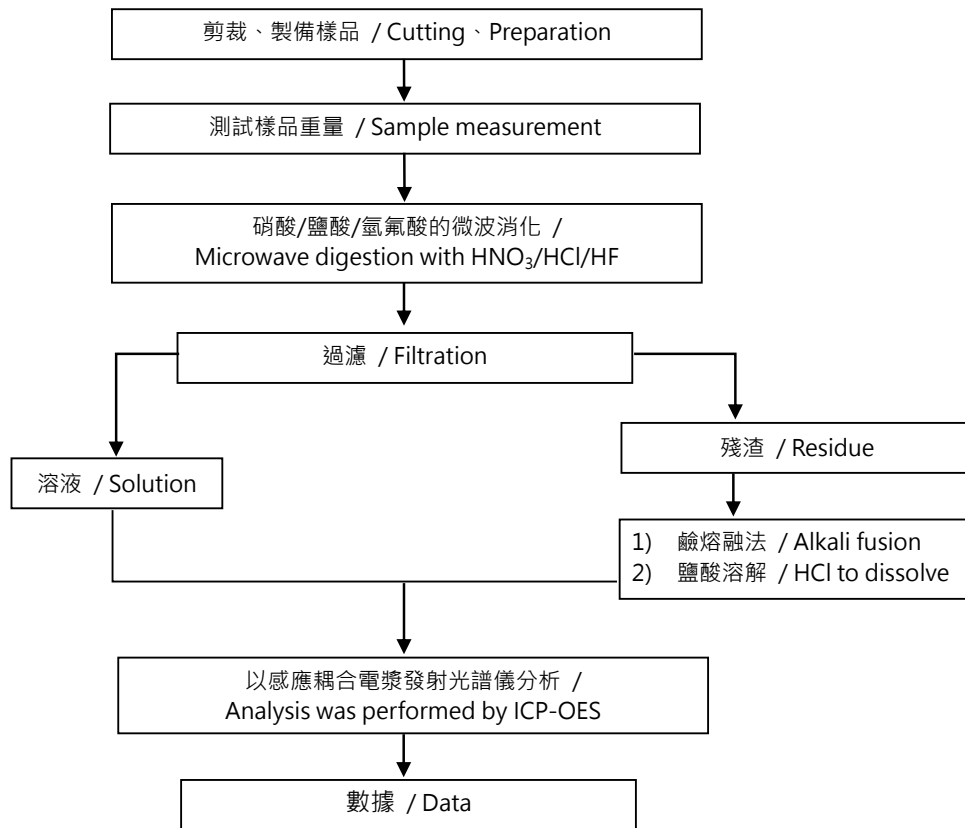 剪裁、製備樣品 / Cutting、Preparation
測試樣品重量 / Sample measurement
硝酸/鹽酸/氫氟酸的微波消化 /
Microwave digestion with HNO₃/HCl/HF
過濾 / Filtration
溶液 / Solution
殘渣 / Residue
1) 鹼熔融法 / Alkali fusion
2) 鹽酸溶解 / HCl to dissolve
以感應耦合電漿發射光譜儀分析 /
Analysis was performed by ICP-OES
數據 / Data